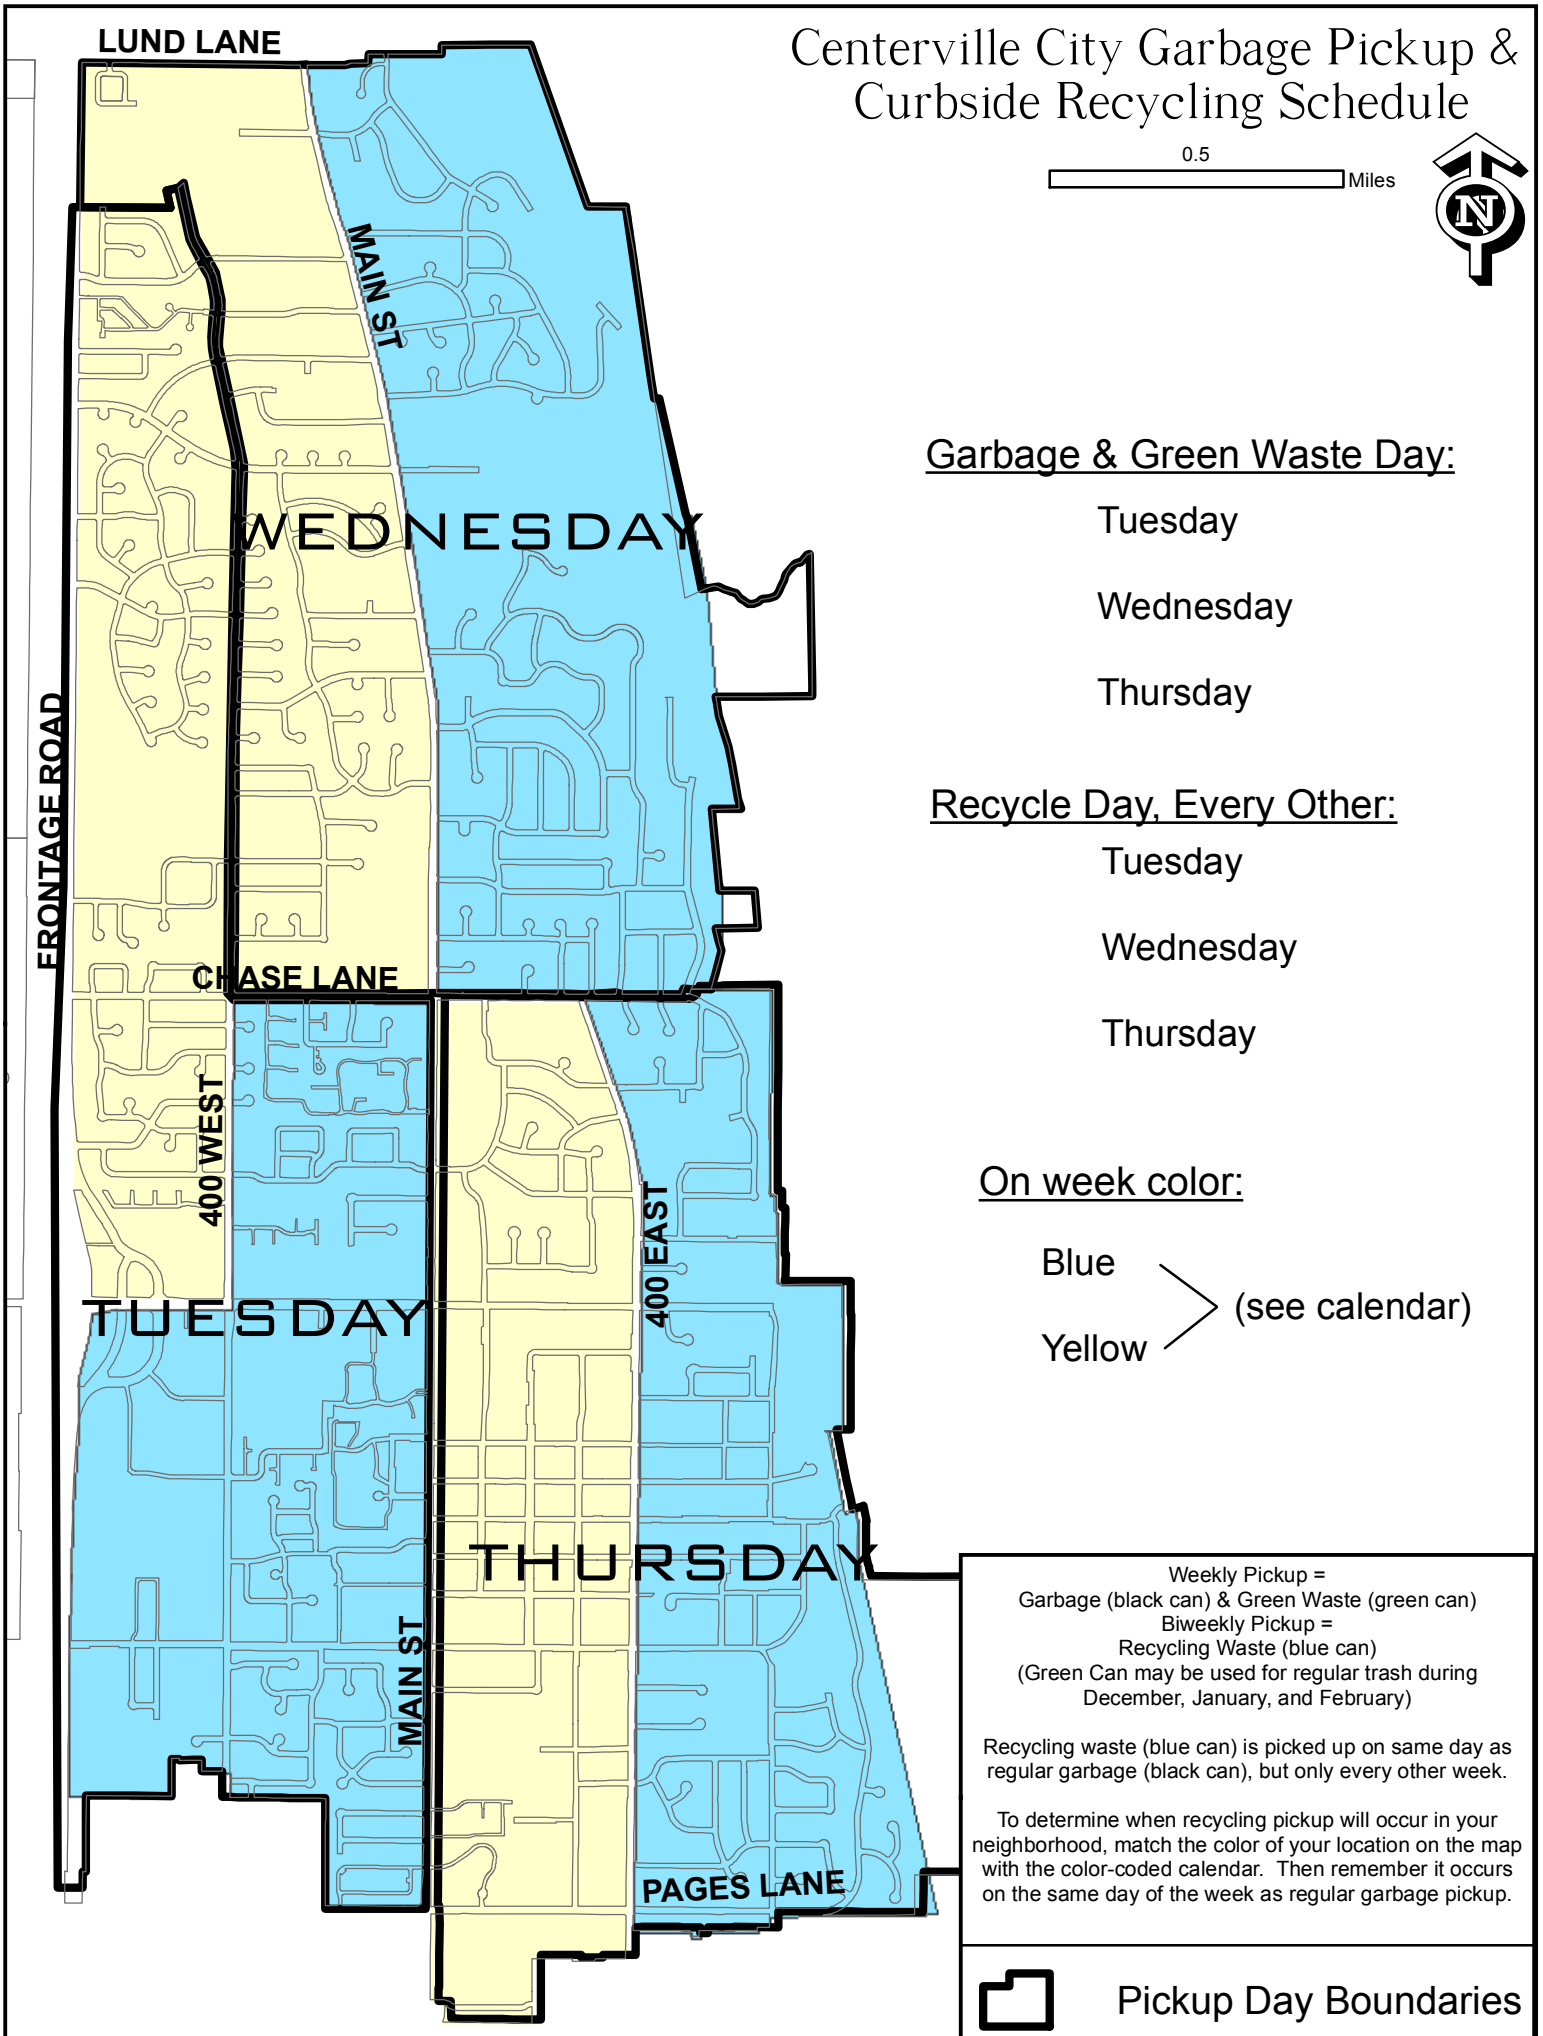 Centerville City Garbage Pickup &
Curbside Recycling Schedule
0.5
Miles
N
LUND LANE
MAIN ST
WEDNESDAY
FRONTAGE ROAD
CHASE LANE
400 WEST
400 EAST
TUESDAY
THURSDAY
MAIN ST
PAGES LANE
Garbage & Green Waste Day:
Tuesday
Wednesday
Thursday
Recycle Day, Every Other:
Tuesday
Wednesday
Thursday
On week color:
Blue
Yellow
(see calendar)
Weekly Pickup =
Garbage (black can) & Green Waste (green can)
Biweekly Pickup =
Recycling Waste (blue can)
(Green Can may be used for regular trash during
December, January, and February)
Recycling waste (blue can) is picked up on same day as
regular garbage (black can), but only every other week.
To determine when recycling pickup will occur in your
neighborhood, match the color of your location on the map
with the color-coded calendar.  Then remember it occurs
on the same day of the week as regular garbage pickup.
Pickup Day Boundaries